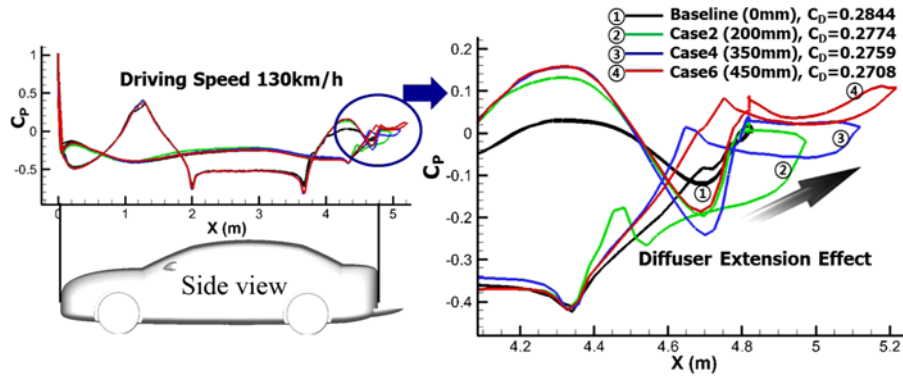 Driving Speed 130km/h
1
0.5
0
-0.5
C_P
0 1 2 3 4 5
X (m)
Side view
① Baseline (0mm), C_D=0.2844
② Case2 (200mm), C_D=0.2774
③ Case4 (350mm), C_D=0.2759
④ Case6 (450mm), C_D=0.2708
0.2
0.1
0
-0.1
-0.2
-0.3
-0.4
C_P
④
③
②
①
Diffuser Extension Effect
4.2 4.4 4.6 4.8 5 5.2
X (m)